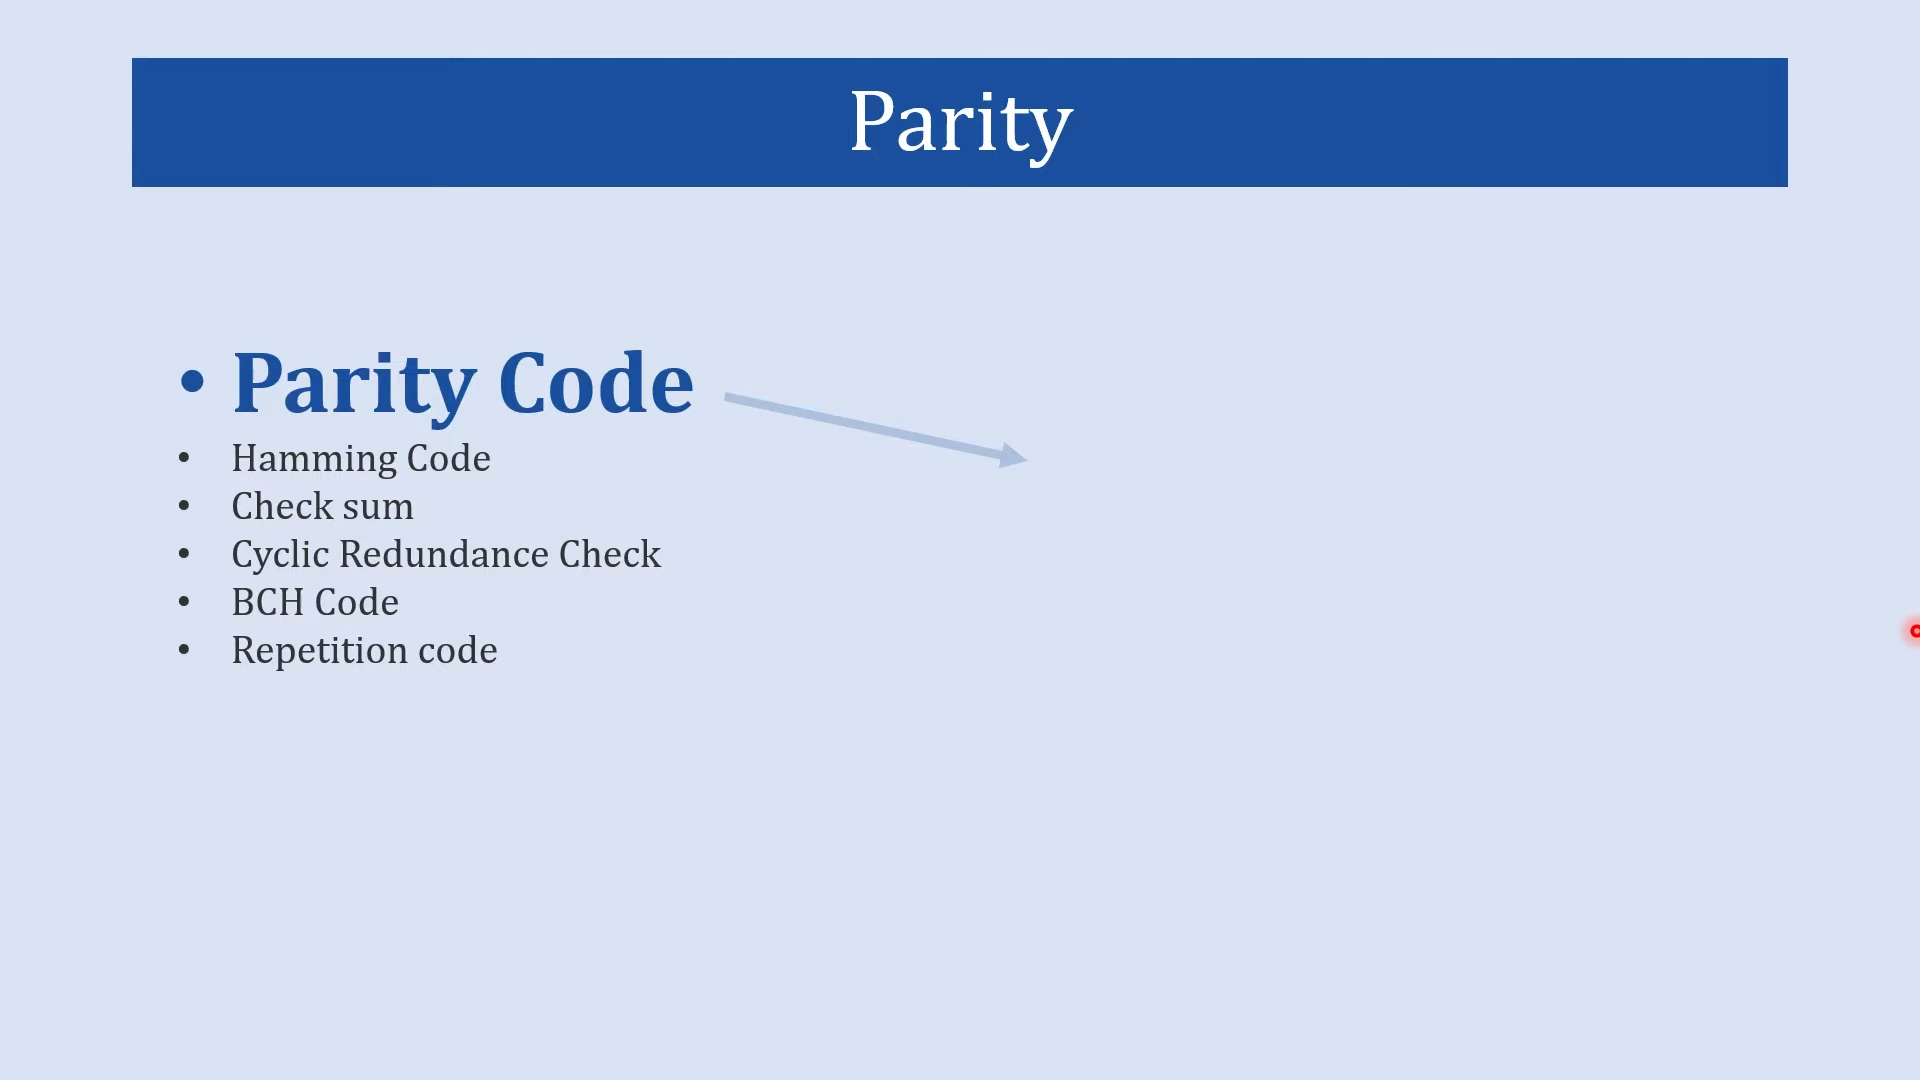 Parity
• Parity Code
• Hamming Code
• Check sum
• Cyclic Redundance Check
• BCH Code
• Repetition code